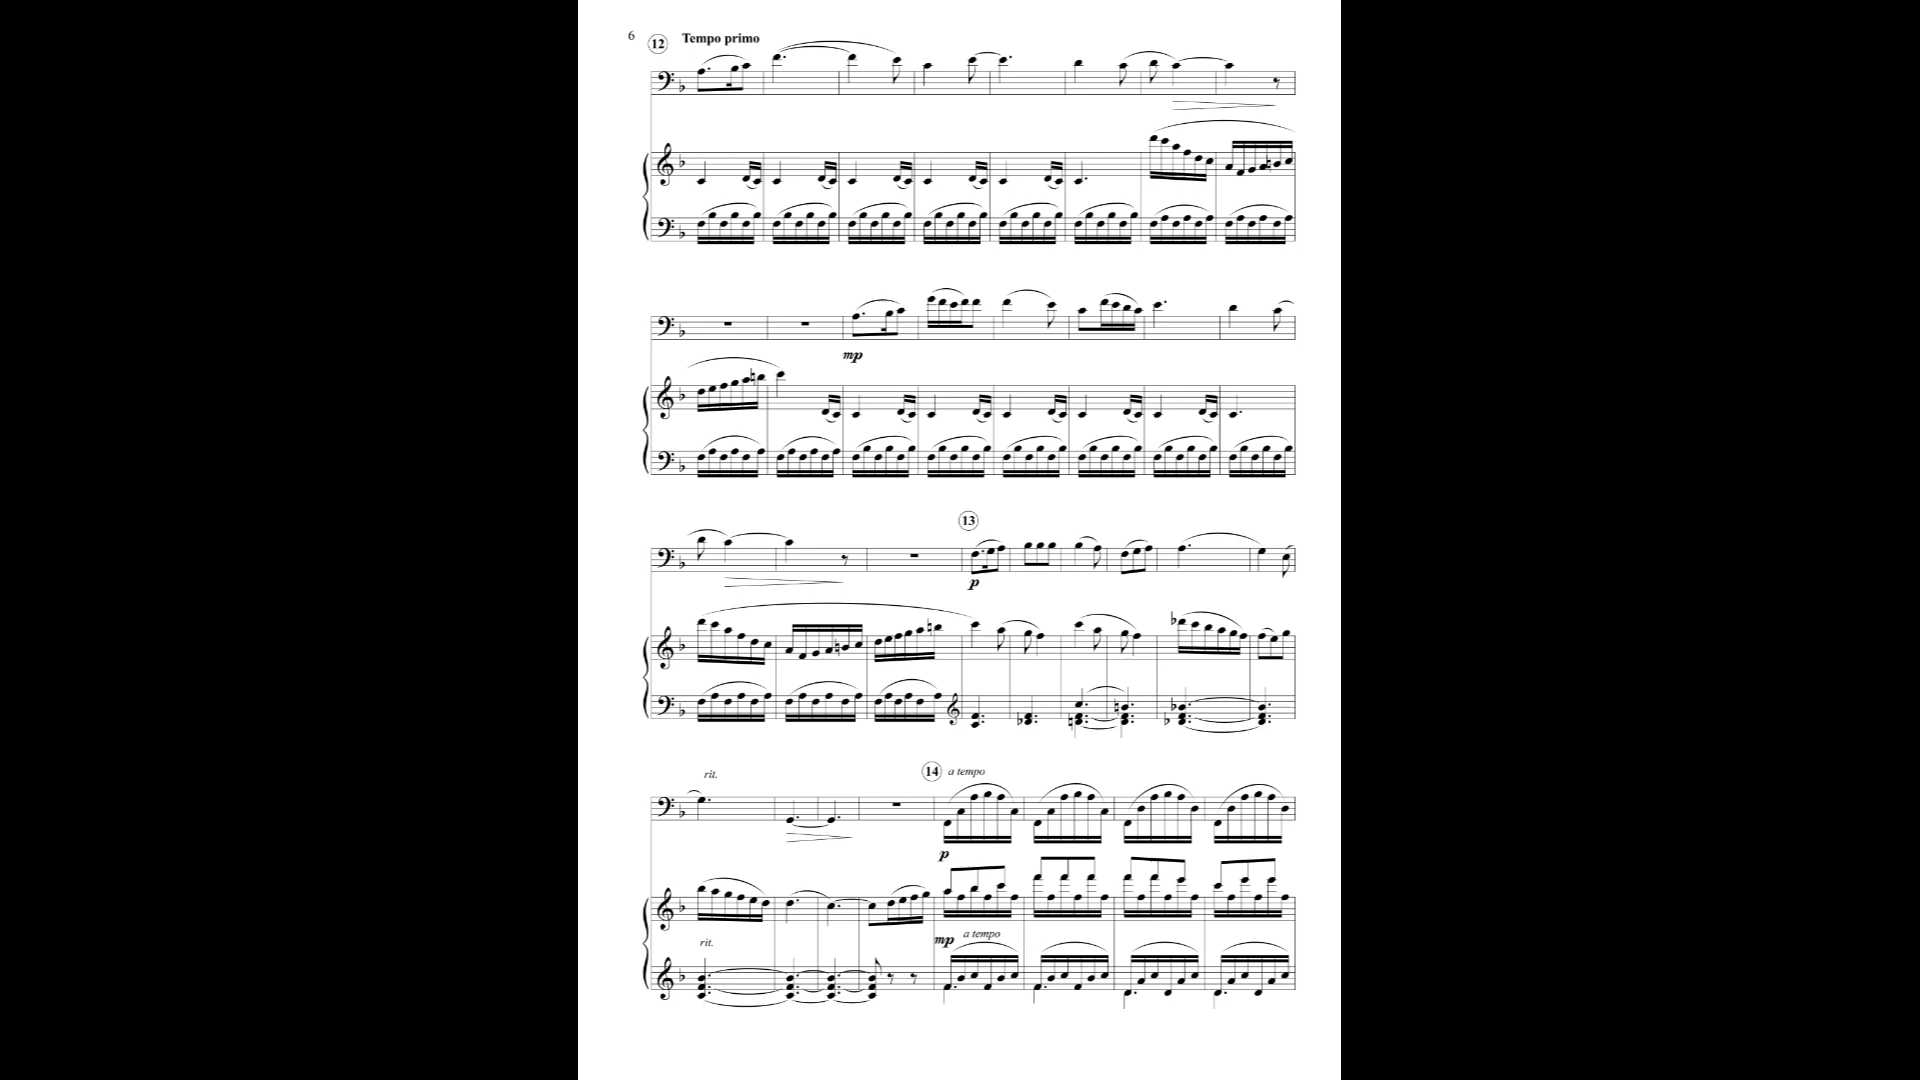 6
12 Tempo primo
mp
13
p
rit.
14 a tempo
p
mp a tempo
rit.